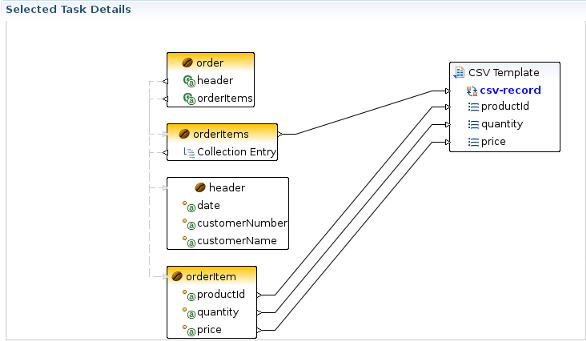 Selected Task Details
order
header
orderItems
orderItems
Collection Entry
header
date
customerNumber
customerName
orderItem
productId
quantity
price
CSV Template
csv-record
productId
quantity
price